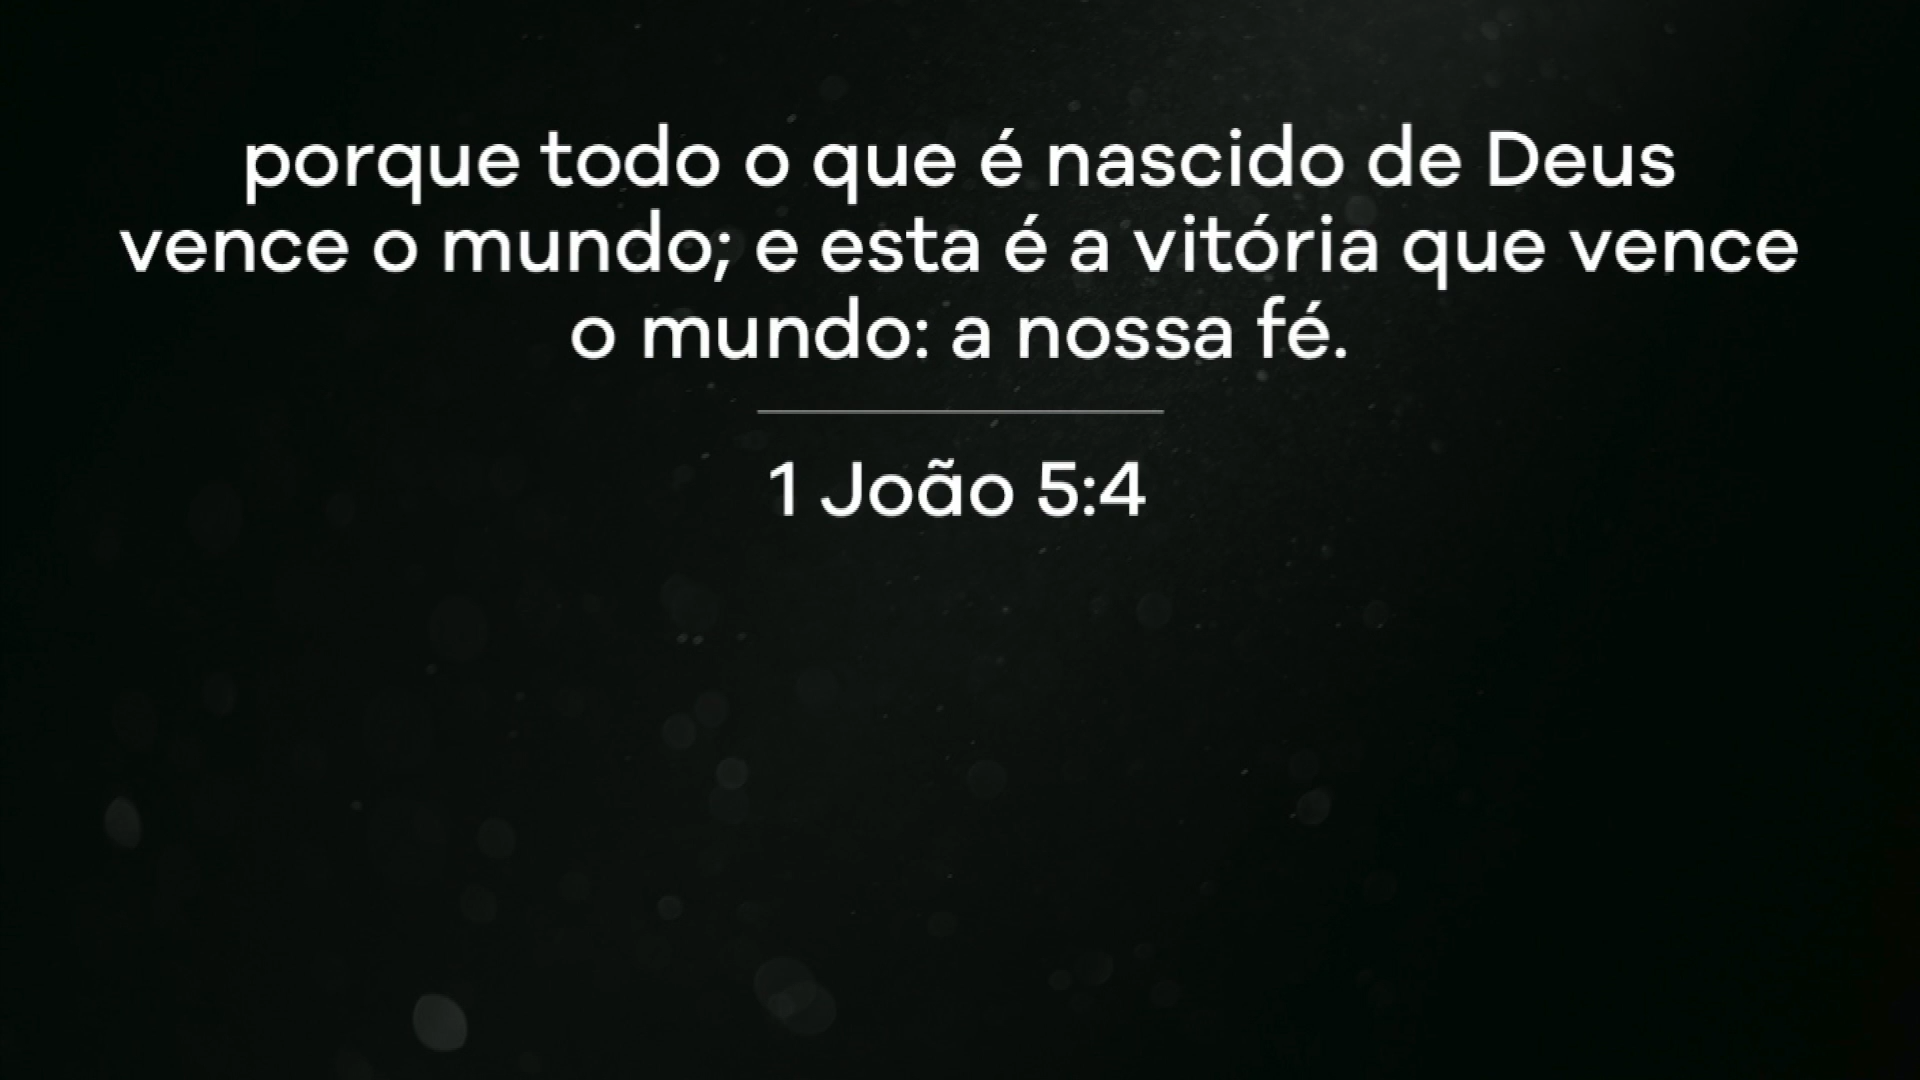 porque todo o que é nascido de Deus
vence o mundo; e esta é a vitória que vence
o mundo: a nossa fé.
1 João 5:4